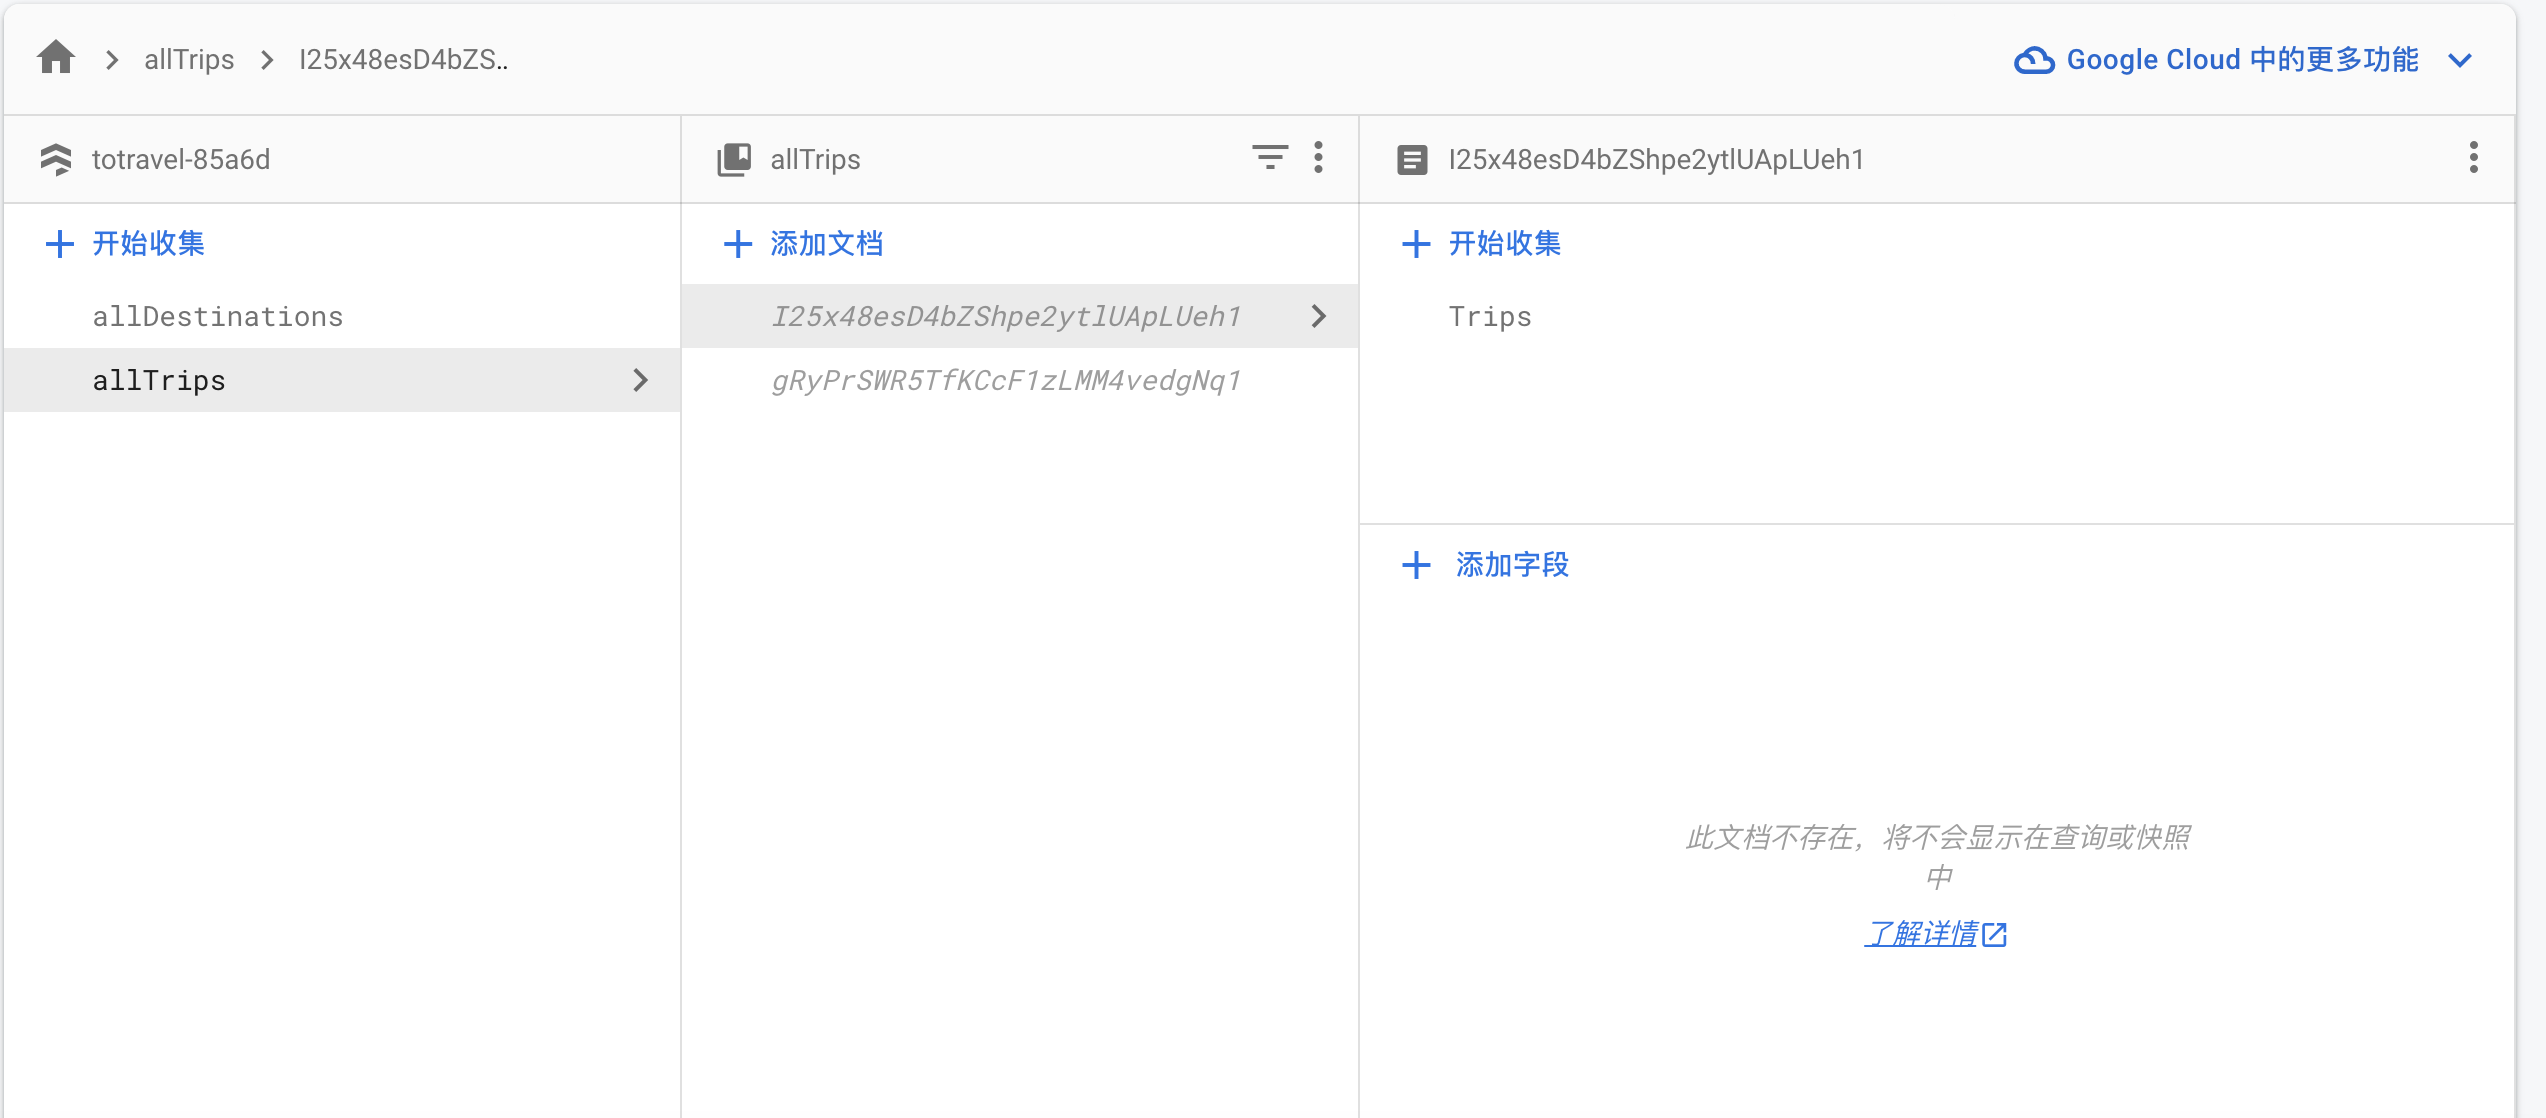 allTrips
I25x48esD4bZS..
Google Cloud 中的更多功能
totravel-85a6d
allTrips
I25x48esD4bZShpe2ytlUApLUeh1
开始收集
添加文档
开始收集
allDestinations
I25x48esD4bZShpe2ytlUApLUeh1
Trips
allTrips
gRyPrSWR5TfKCcF1zLMM4vedgNq1
添加字段
此文档不存在，将不会显示在查询或快照
中
了解详情